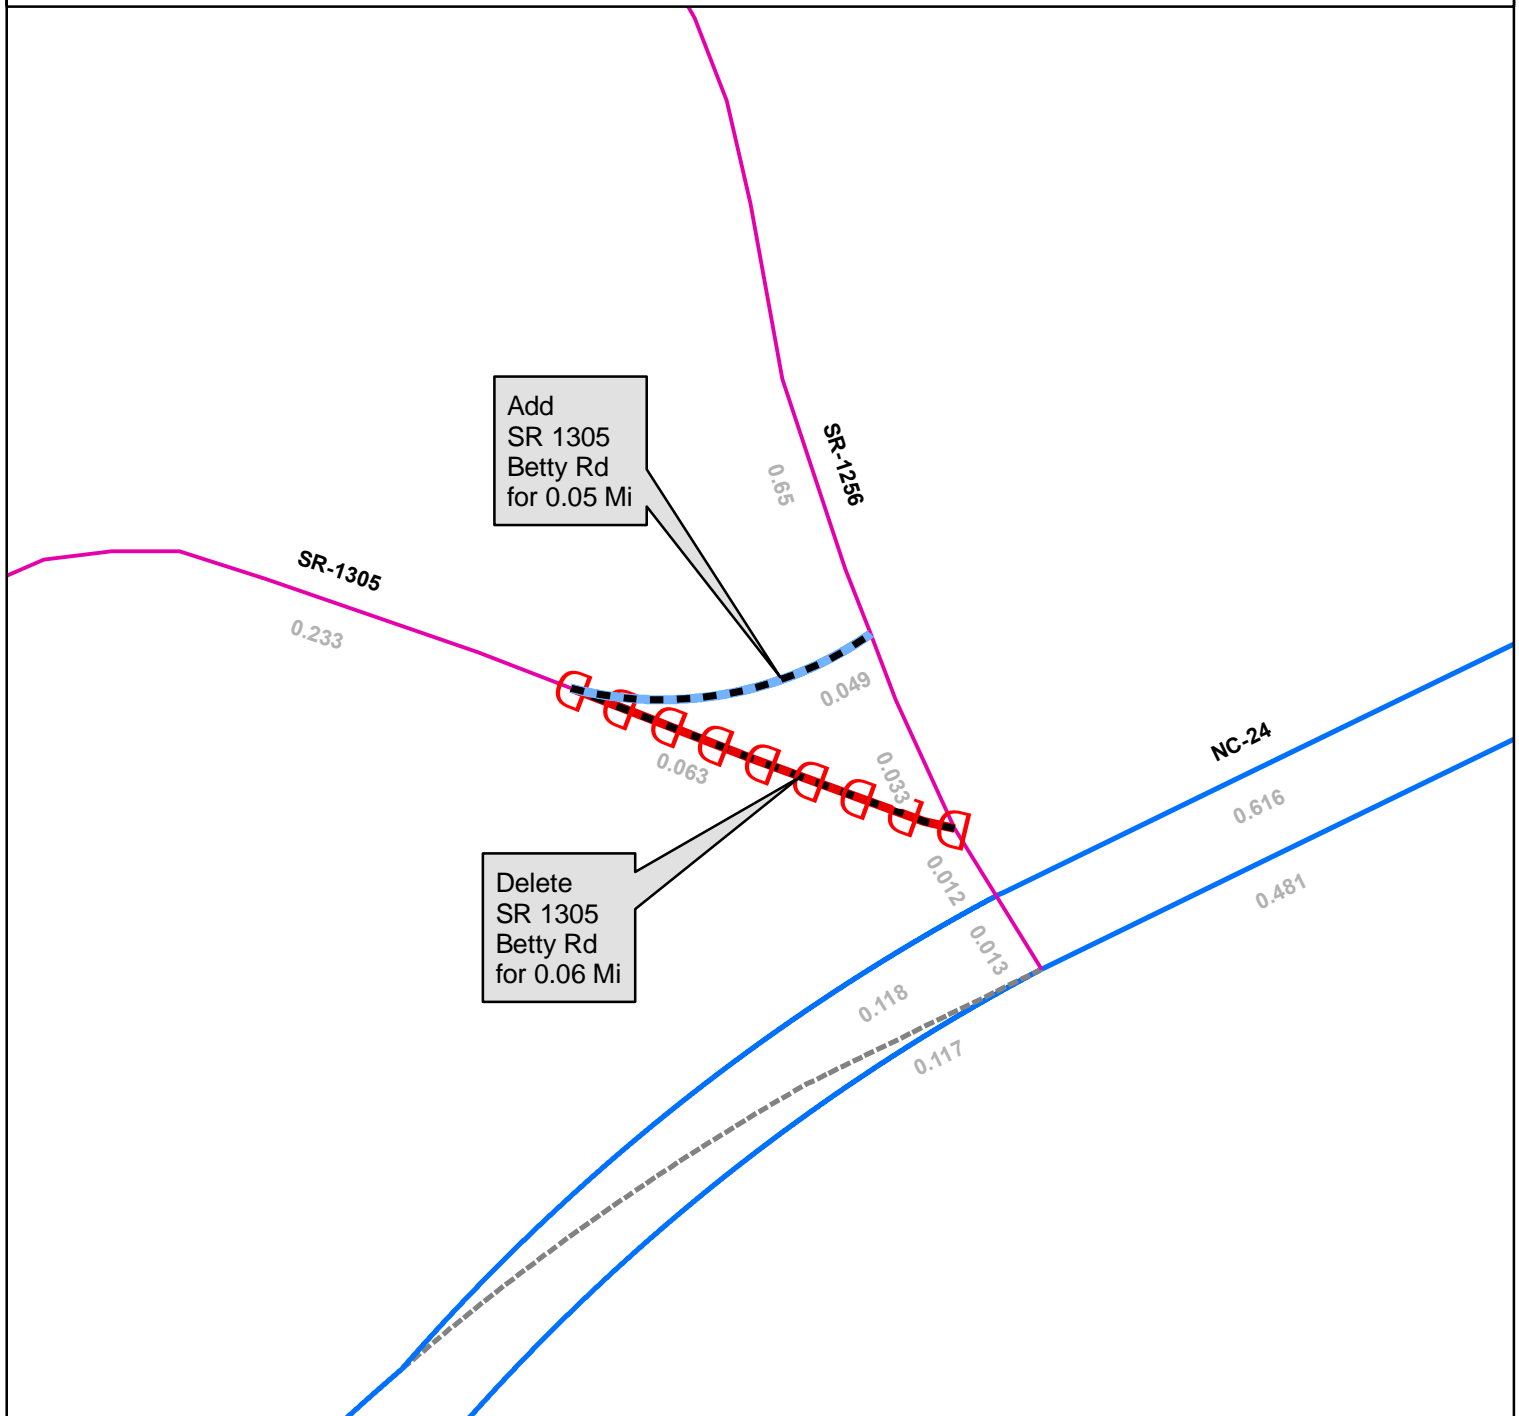 Add
SR 1305
Betty Rd
for 0.05 Mi
SR-1256
0.65
SR-1305
0.233
0.049
0.063
0.033
NC-24
0.616
Delete
SR 1305
Betty Rd
for 0.06 Mi
0.012
0.481
0.013
0.118
0.117